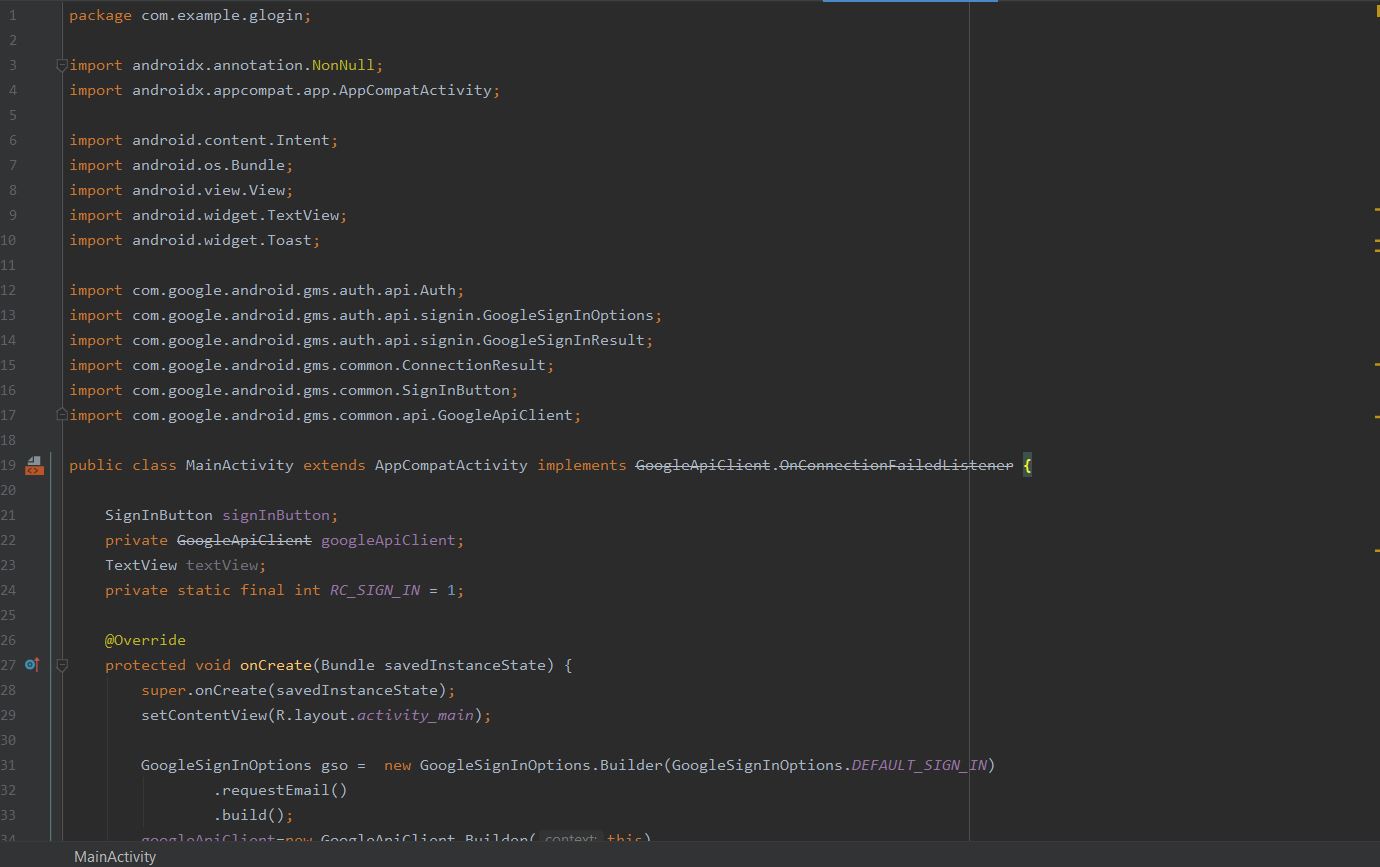 1 package com.example.glogin;
2
3 import androidx.annotation.NonNull;
4 import androidx.appcompat.app.AppCompatActivity;
5
6 import android.content.Intent;
7 import android.os.Bundle;
8 import android.view.View;
9 import android.widget.TextView;
10 import android.widget.Toast;
11
12 import com.google.android.gms.auth.api.Auth;
13 import com.google.android.gms.auth.api.signin.GoogleSignInOptions;
14 import com.google.android.gms.auth.api.signin.GoogleSignInResult;
15 import com.google.android.gms.common.ConnectionResult;
16 import com.google.android.gms.common.SignInButton;
17 import com.google.android.gms.common.api.GoogleApiClient;
18
19 public class MainActivity extends AppCompatActivity implements GoogleApiClient.OnConnectionFailedListener {
20
21 SignInButton signInButton;
22 private GoogleApiClient googleApiClient;
23 TextView textView;
24 private static final int RC_SIGN_IN = 1;
25
26 @Override
27 protected void onCreate(Bundle savedInstanceState) {
28 super.onCreate(savedInstanceState);
29 setContentView(R.layout.activity_main);
30
31 GoogleSignInOptions gso =  new GoogleSignInOptions.Builder(GoogleSignInOptions.DEFAULT_SIGN_IN)
32 .requestEmail()
33 .build();
34 googleApiClient=new GoogleApiClient.Builder( context: this)
MainActivity